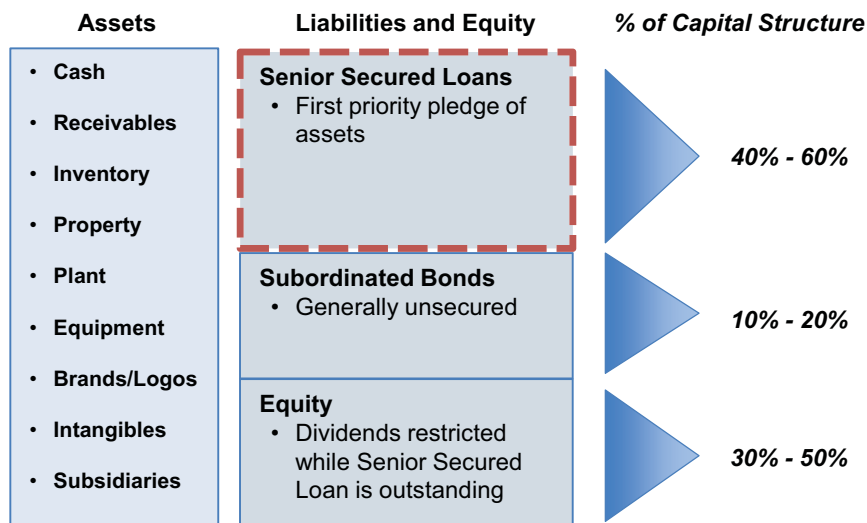 Assets
Liabilities and Equity
% of Capital Structure
• Cash
• Receivables
• Inventory
• Property
• Plant
• Equipment
• Brands/Logos
• Intangibles
• Subsidiaries
Senior Secured Loans
• First priority pledge of
assets
40% - 60%
Subordinated Bonds
• Generally unsecured
10% - 20%
Equity
• Dividends restricted
while Senior Secured
Loan is outstanding
30% - 50%